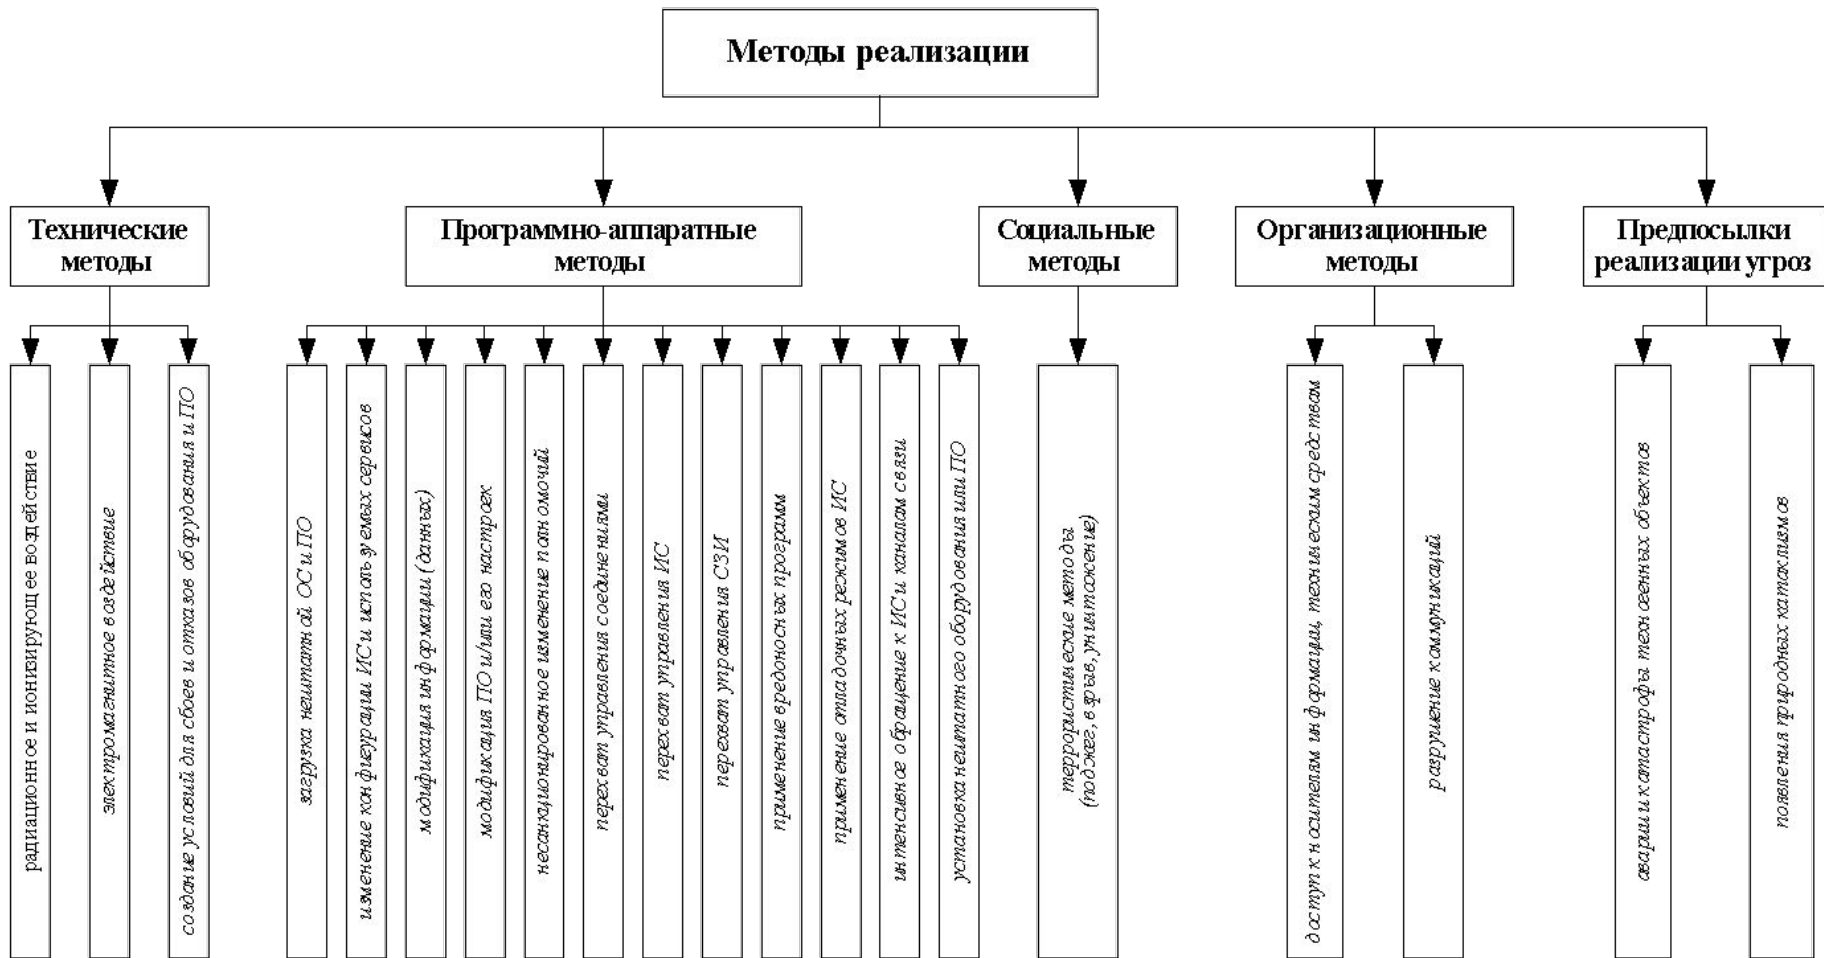 Методы реализации
Технические
методы
Программно-аппаратные
методы
Социальные
методы
Организационные
методы
Предпосылки
реализации угроз
радиационное и ионизирующее воздействие
электромагнитное воздействие
создание условий для сбоев и отказов оборудования и ПО
загрузка нештатной ОС и ПО
изменение конфигурации ИС и используемых сервисов
модификация информации (данных)
модификация ПО и/или его настроек
несанкционированное изменение полномочий
перехват управления соединениями
перехват управления ИС
перехват управления СЗИ
применение вредоносных программ
применение отладочных режимов ИС
интенсивное обращение к ИС и каналам связи
установка нештатного оборудования или ПО
террористические методы
(поджег, взрыв, уничтожение)
доступ к носителям информации, техническим средствам
разрушение коммуникаций
аварии и катастрофы техногенных объектов
появления природных катаклизмов